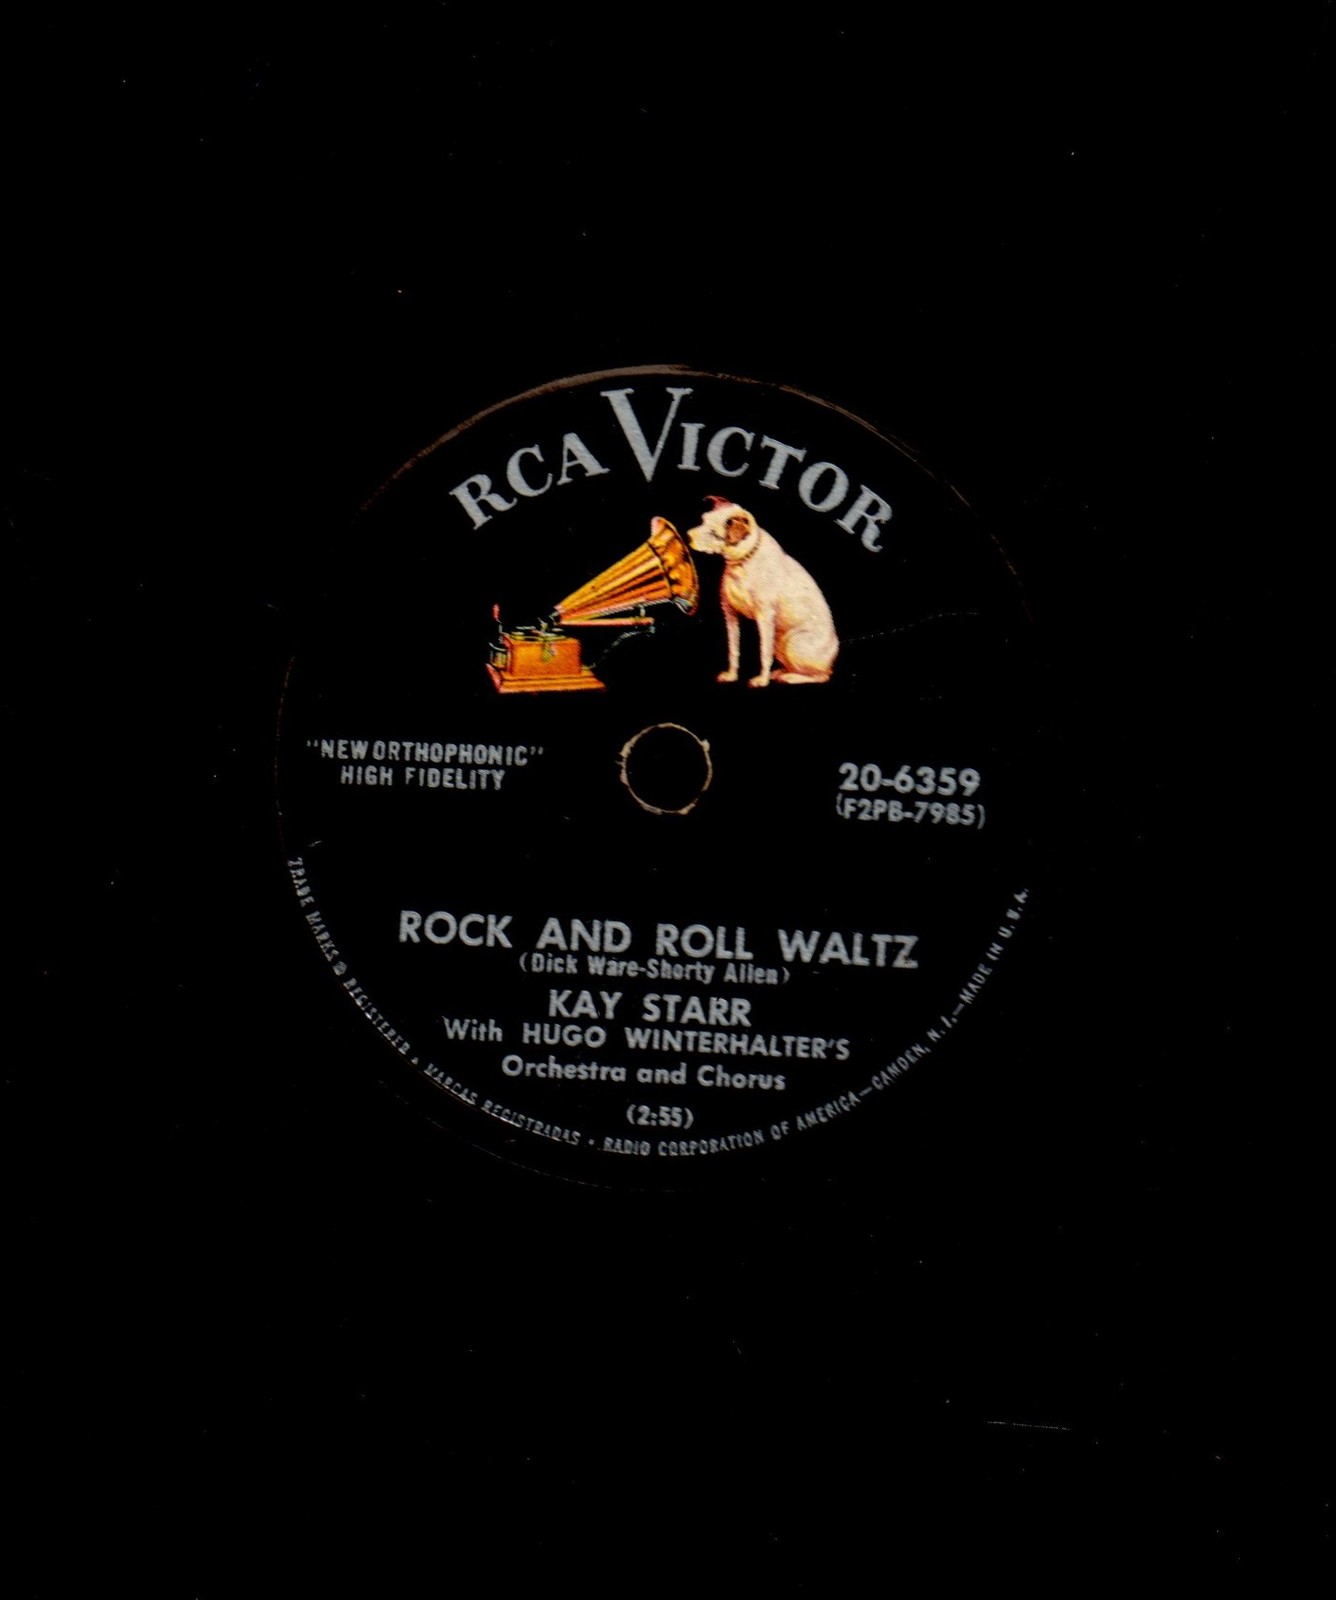 RCA VICTOR
"NEW ORTHOPHONIC"
HIGH FIDELITY
20-6359
(F2PB-7985)
ROCK AND ROLL WALTZ
(Dick Ware-Shorty Allen)
KAY STARR
With HUGO WINTERHALTER'S
Orchestra and Chorus
(2:55)
TRADE MARKS ® REGISTERED • MARCAS REGISTRADAS • RADIO CORPORATION OF AMERICA—CAMDEN, N. J.—MADE IN U. S. A.